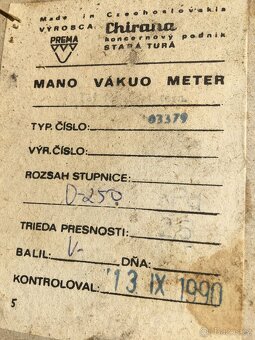 Made in Czechoslovakia
VÝROBCA Chirana
PREMA koncernový podnik
STARÁ TURÁ
MANO VÁKUO METER
TYP. ČÍSLO: 03379
VÝR. ČÍSLO:
ROZSAH STUPNICE:
0-250
TRIEDA PRESNOSTI:
BALIL: DŇA:
KONTROLOVAL: 13 IX 1990
5